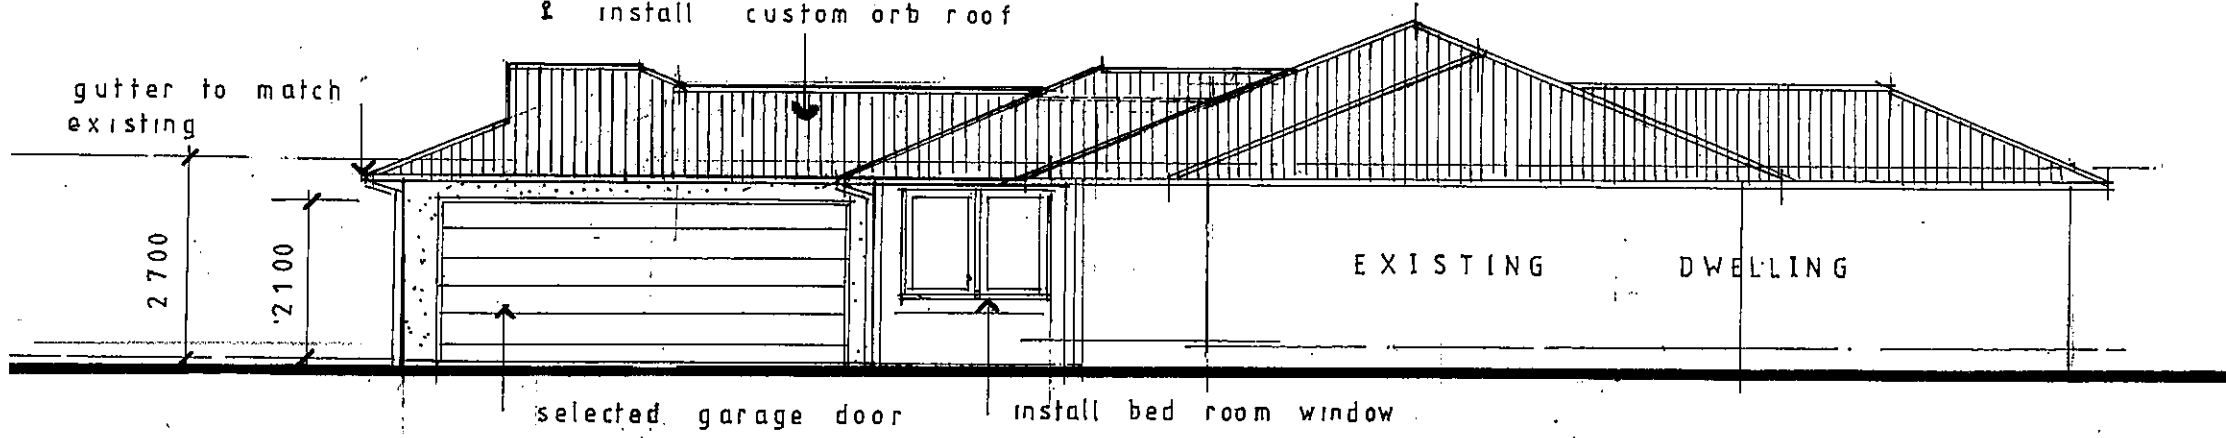 & install custom orb roof
gutter to match
existing
2700
2100
EXISTING DWELLING
selected garage door
install bed room window